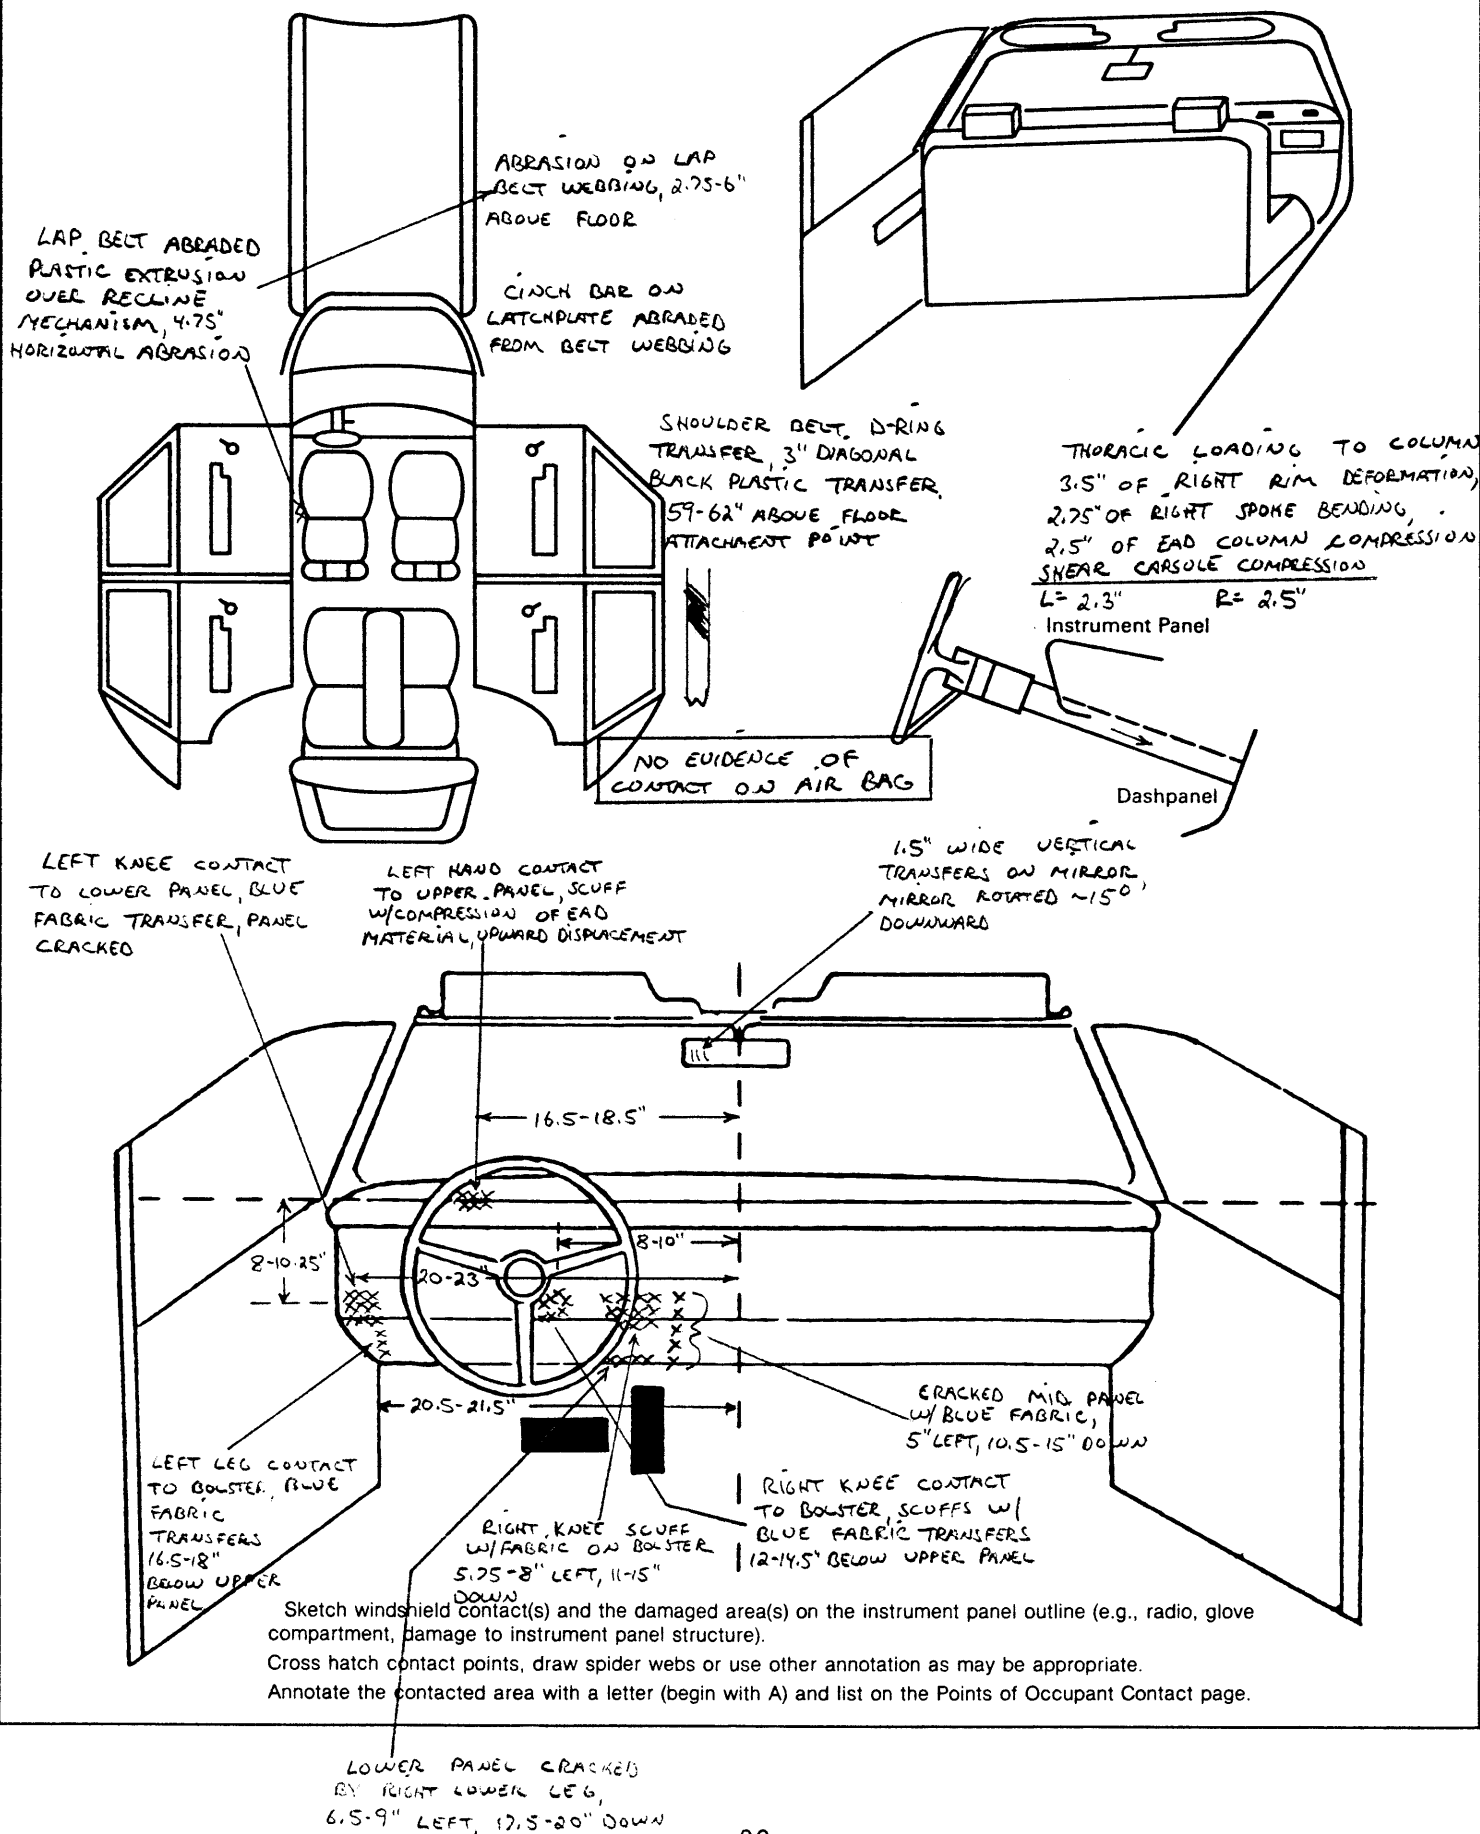 ABRASION ON LAP
BELT WEBBING, 2.75-6"
ABOVE FLOOR
LAP BELT ABRADED
PLASTIC EXTRUSION
OVER RECLINE
MECHANISM, 4.75"
HORIZONTAL ABRASION
CINCH BAR ON
LATCHPLATE ABRADED
FROM BELT WEBBING
SHOULDER BELT D-RING
TRANSFER, 3" DIAGONAL
BLACK PLASTIC TRANSFER
59-62" ABOVE FLOOR
ATTACHMENT POINT
THORACIC LOADING TO COLUMN
3.5" OF RIGHT RIM DEFORMATION,
2.75" OF RIGHT SPOKE BENDING,
2.5" OF EAD COLUMN COMPRESSION
SHEAR CAPSULE COMPRESSION
L= 2.3" R= 2.5"
Instrument Panel
NO EVIDENCE OF
CONTACT ON AIR BAG
Dashpanel
LEFT KNEE CONTACT
TO LOWER PANEL, BLUE
FABRIC TRANSFER, PANEL
CRACKED
LEFT HAND CONTACT
TO UPPER PANEL, SCUFF
W/COMPRESSION OF EAD
MATERIAL, UPWARD DISPLACEMENT
1.5" WIDE VERTICAL
TRANSFERS ON MIRROR,
MIRROR ROTATED ~15°
DOWNWARD
16.5-18.5"
8-10"
8-10.25"
20-23"
20.5-21.5"
CRACKED MID PANEL
W/ BLUE FABRIC,
5" LEFT, 10.5-15" DOWN
LEFT LEG CONTACT
TO BOLSTER, BLUE
FABRIC
TRANSFERS
16.5-18"
BELOW UPPER
PANEL
RIGHT KNEE SCUFF
W/FABRIC ON BOLSTER
5.75-8" LEFT, 11-15"
DOWN
RIGHT KNEE CONTACT
TO BOLSTER, SCUFFS W/
BLUE FABRIC TRANSFERS
12-14.5" BELOW UPPER PANEL
Sketch windshield contact(s) and the damaged area(s) on the instrument panel outline (e.g., radio, glove
compartment, damage to instrument panel structure).
Cross hatch contact points, draw spider webs or use other annotation as may be appropriate.
Annotate the contacted area with a letter (begin with A) and list on the Points of Occupant Contact page.
LOWER PANEL CRACKED
BY RIGHT LOWER LEG,
6.5-9" LEFT, 17.5-20" DOWN